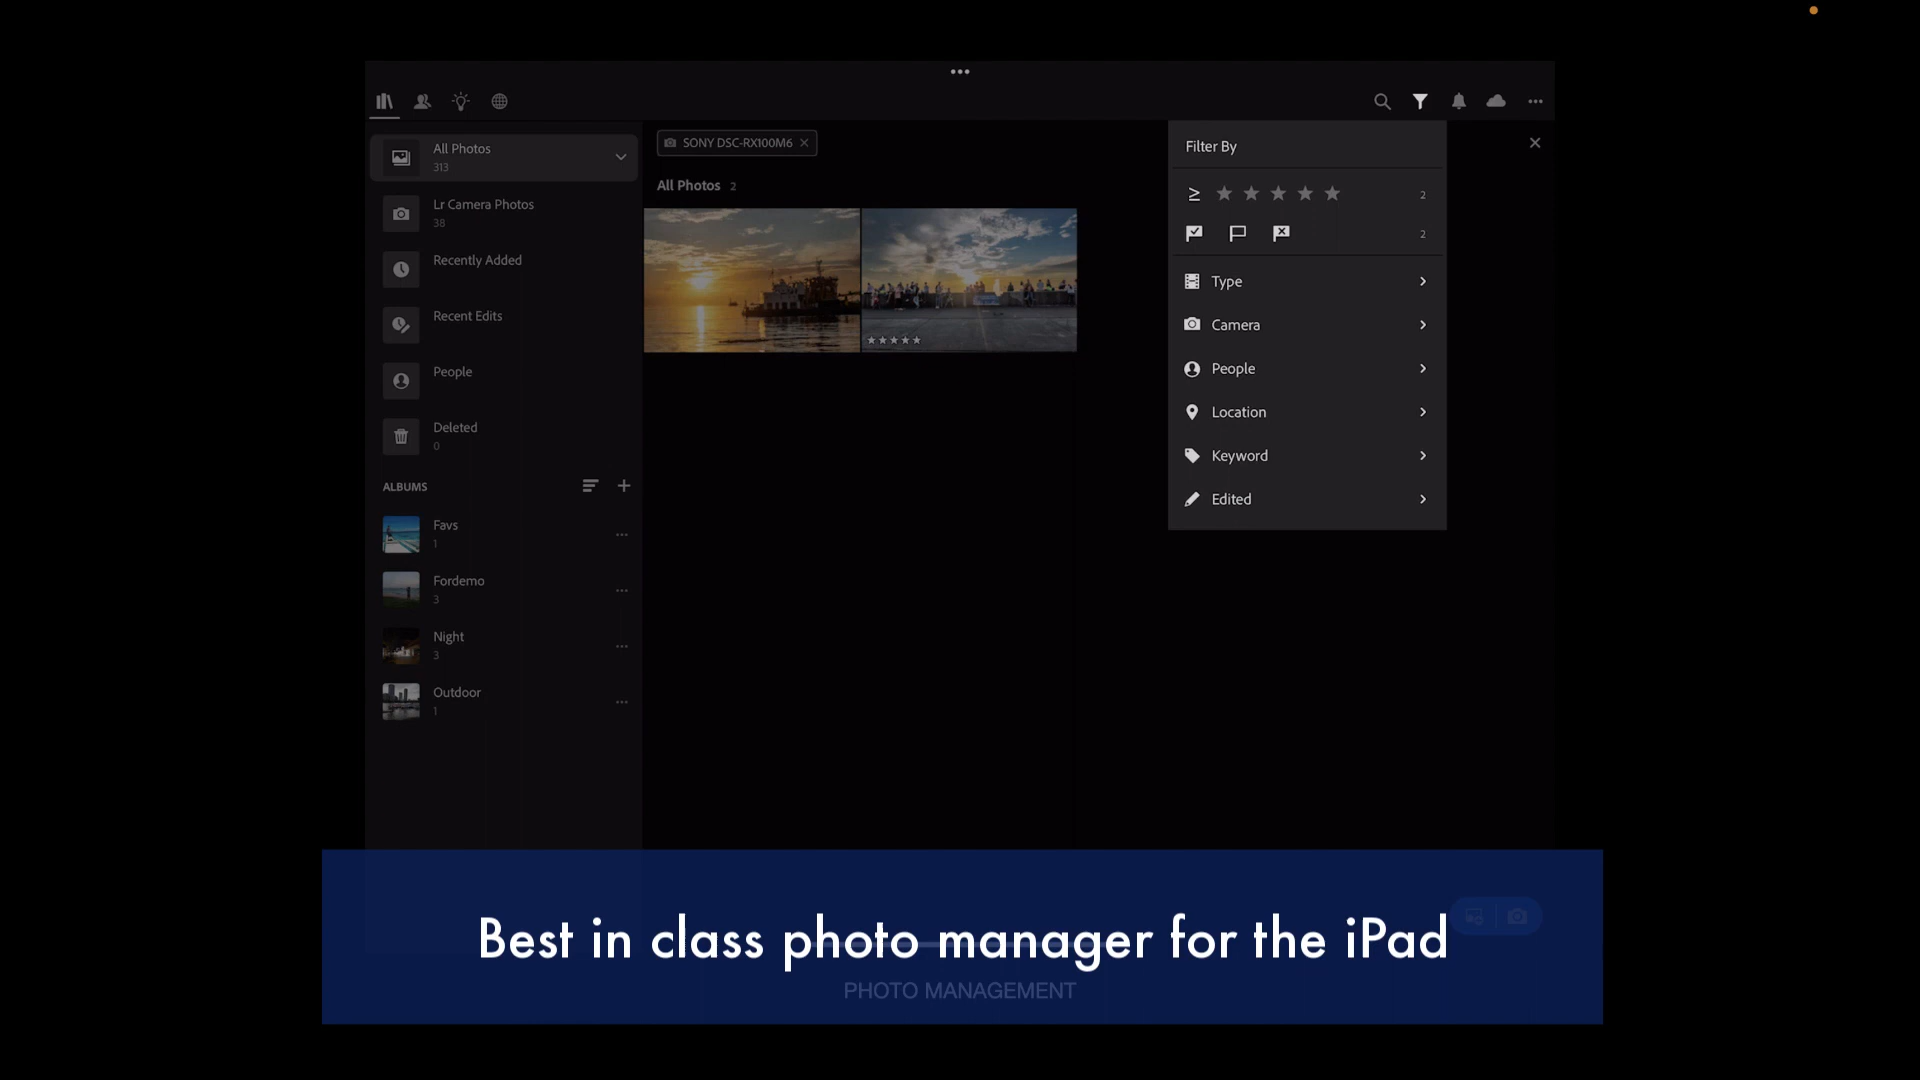 All Photos
313
Lr Camera Photos
38
Recently Added
Recent Edits
People
Deleted
0
ALBUMS
Favs
1
Fordemo
3
Night
3
Outdoor
1
SONY DSC-RX100M6
All Photos 2
Filter By
2
2
Type
Camera
People
Location
Keyword
Edited
Best in class photo manager for the iPad
PHOTO MANAGEMENT